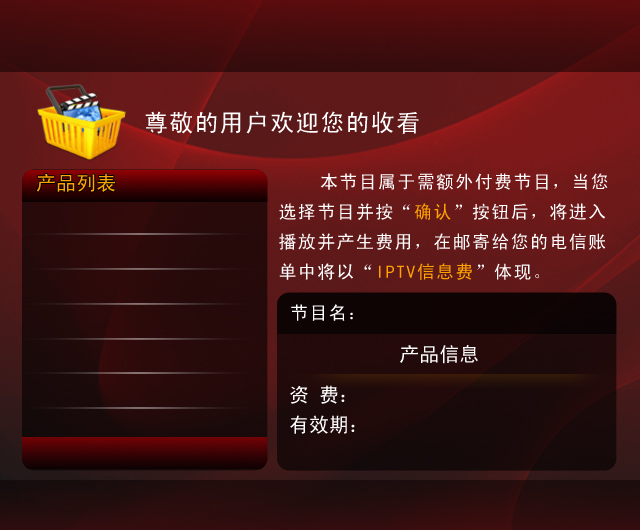 尊敬的用户欢迎您的收看
产品列表
本节目属于需额外付费节目，当您
选择节目并按“确认”按钮后，将进入
播放并产生费用，在邮寄给您的电信账
单中将以“IPTV信息费”体现。
节目名：
产品信息
资 费：
有效期：